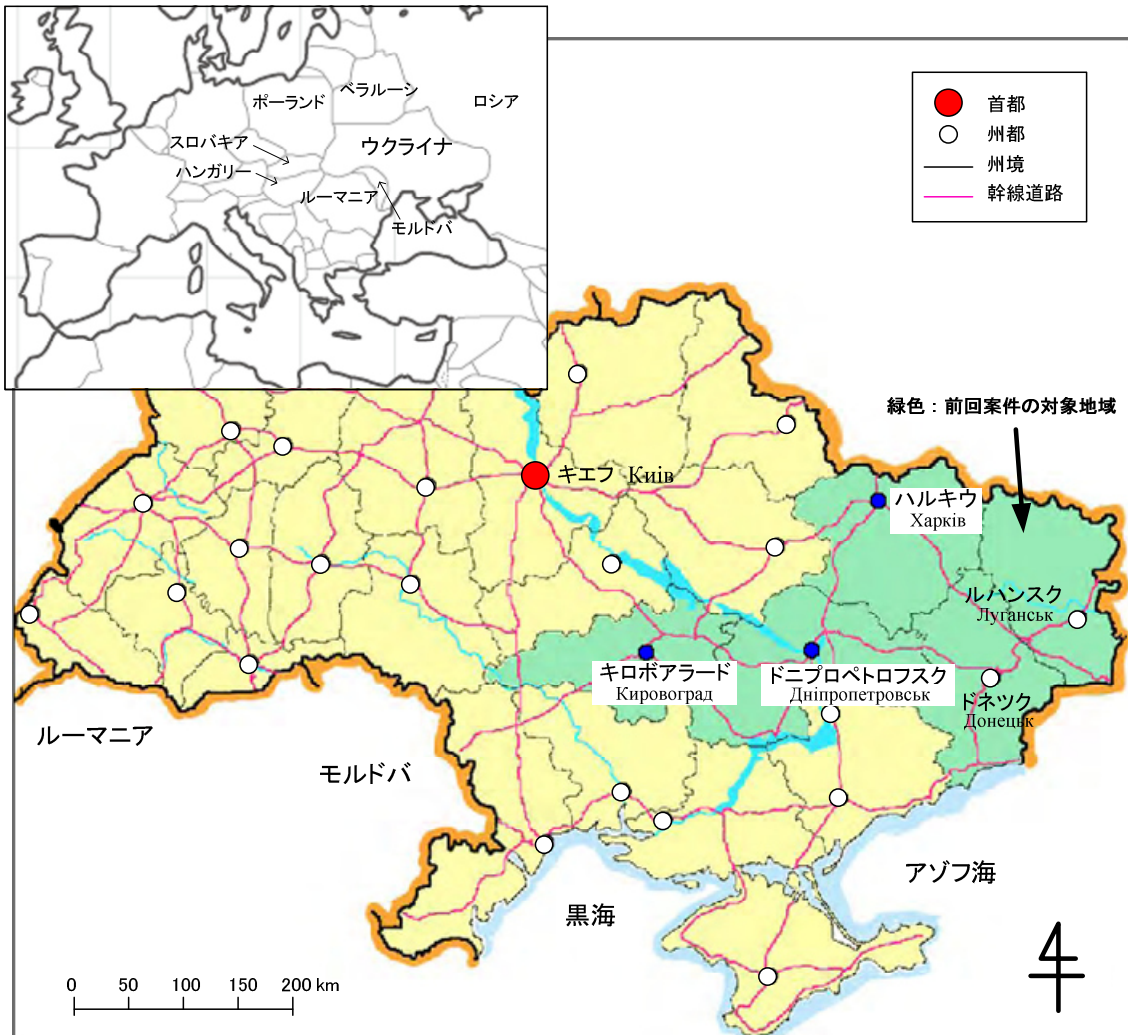 ポーランド
ベラルーシ
ロシア
スロバキア
ウクライナ
ハンガリー
ルーマニア
モルドバ
首都
州都
州境
幹線道路
緑色：前回案件の対象地域
キエフ Київ
ハルキウ
Харків
ルハンスク
Луганськ
キロボアラード
Кировоград
ドニプロペトロフスク
Дніпропетровськ
ドネツク
Донецьк
ルーマニア
モルドバ
アゾフ海
黒海
0 50 100 150 200 km